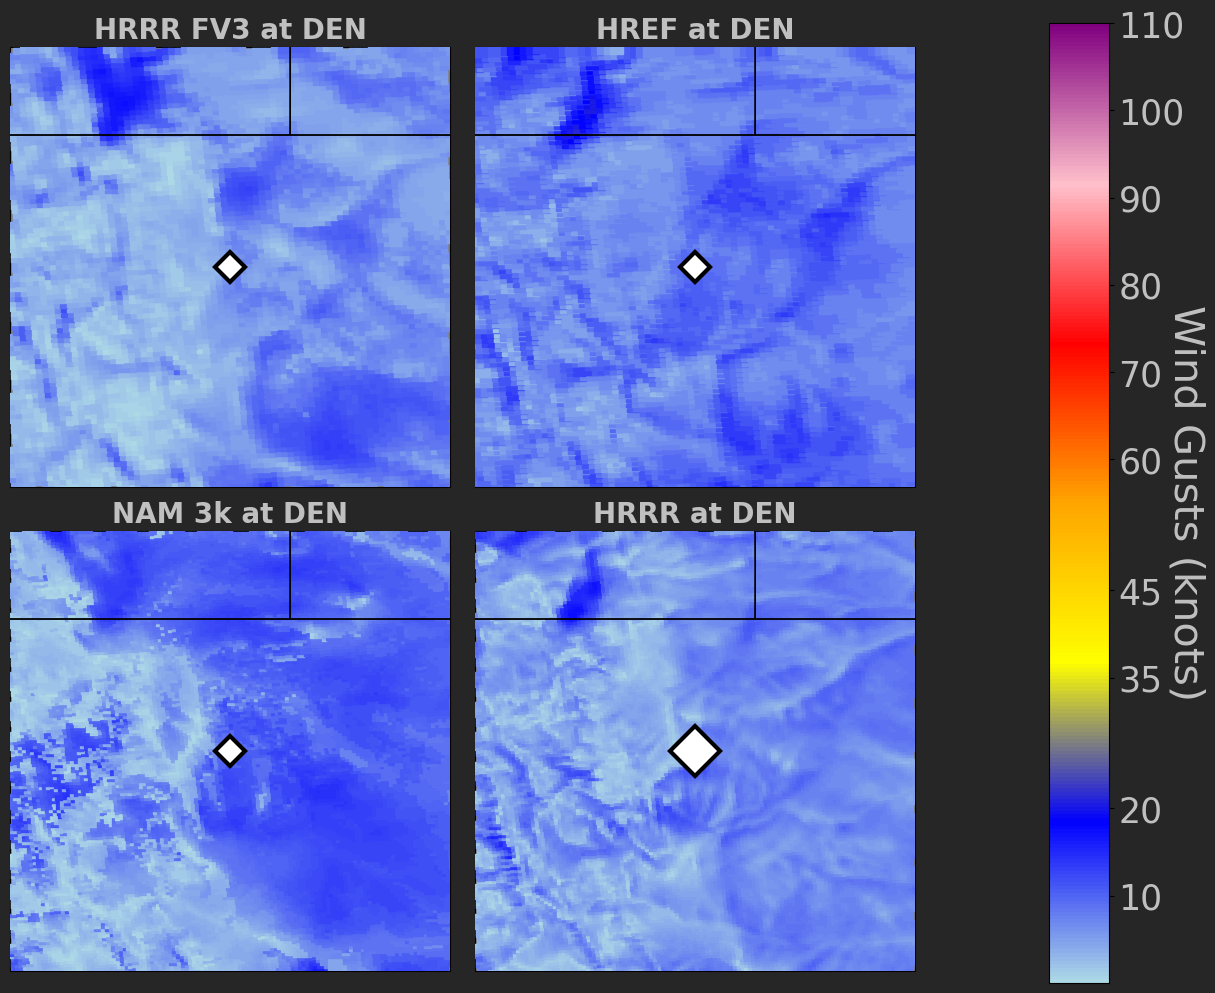 HRRR FV3 at DEN
HREF at DEN
NAM 3k at DEN
HRRR at DEN
110
100
90
80
70
60
45
35
20
10
Wind Gusts (knots)